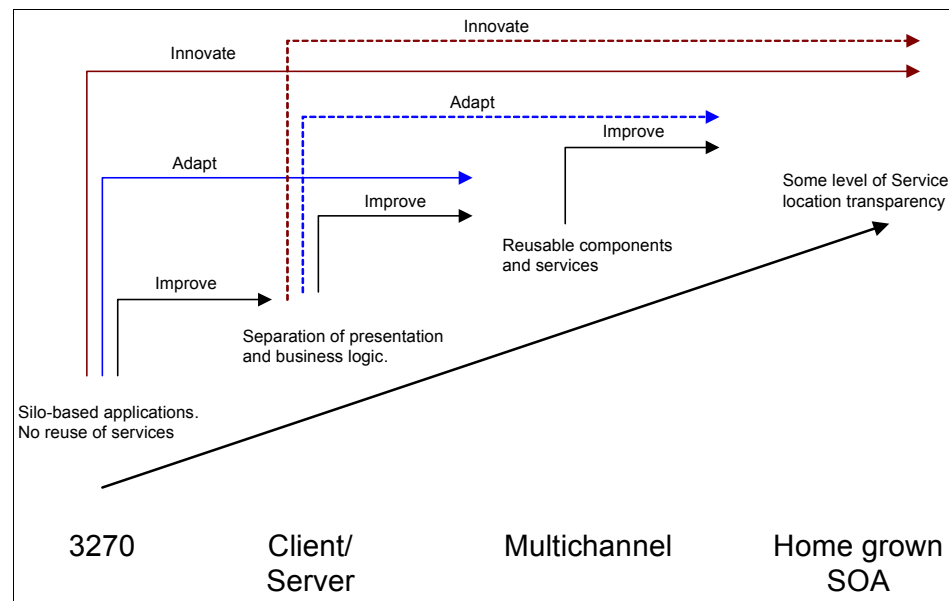 Innovate
Innovate
Adapt
Improve
Adapt
Some level of Service
location transparency
Improve
Reusable components
and services
Improve
Separation of presentation
and business logic.
Silo-based applications.
No reuse of services
3270
Client/
Server
Multichannel
Home grown
SOA